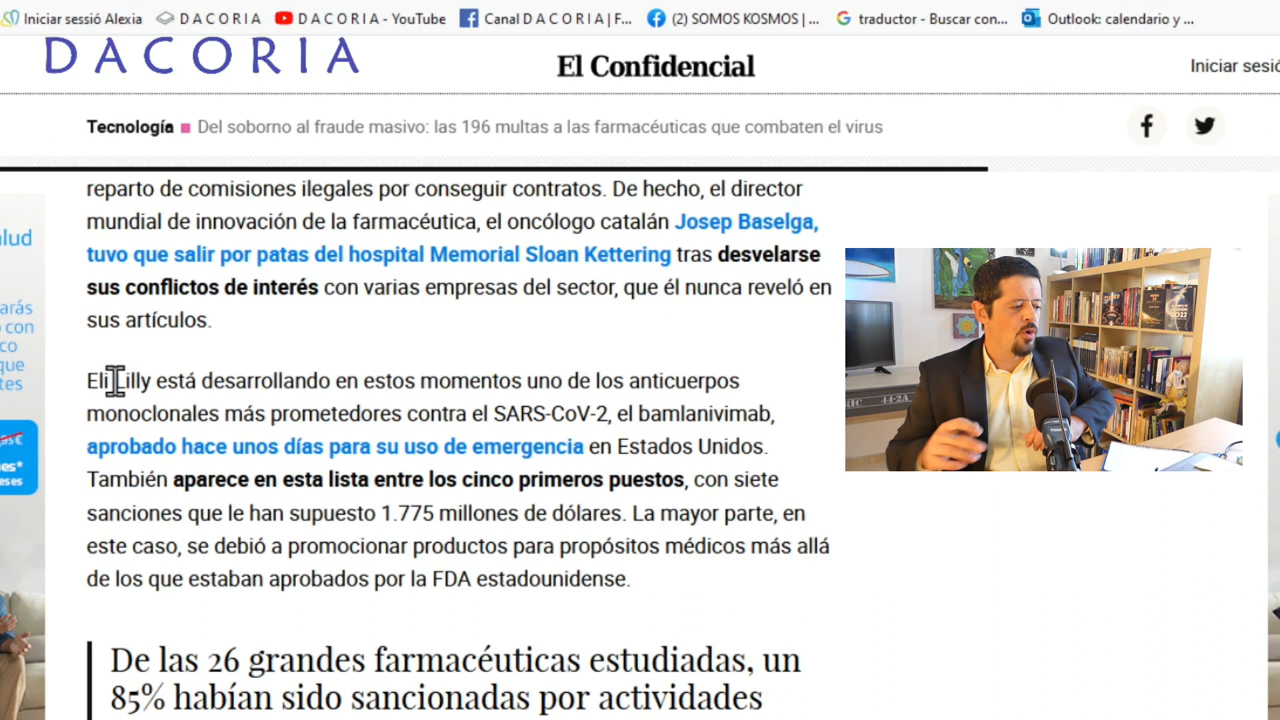 Iniciar sessió Alexia D A C O R I A D A C O R I A - YouTube Canal D A C O R I A | F... (2) SOMOS KOSMOS | ... traductor - Buscar con... Outlook: calendario y ...
DACORIA
El Confidencial
Iniciar sesió
Tecnología Del soborno al fraude masivo: las 196 multas a las farmacéuticas que combaten el virus
reparto de comisiones ilegales por conseguir contratos. De hecho, el director
mundial de innovación de la farmacéutica, el oncólogo catalán Josep Baselga,
tuvo que salir por patas del hospital Memorial Sloan Kettering tras desvelarse
sus conflictos de interés con varias empresas del sector, que él nunca reveló en
sus artículos.
Eli Lilly está desarrollando en estos momentos uno de los anticuerpos
monoclonales más prometedores contra el SARS-CoV-2, el bamlanivimab,
aprobado hace unos días para su uso de emergencia en Estados Unidos.
También aparece en esta lista entre los cinco primeros puestos, con siete
sanciones que le han supuesto 1.775 millones de dólares. La mayor parte, en
este caso, se debió a promocionar productos para propósitos médicos más allá
de los que estaban aprobados por la FDA estadounidense.
De las 26 grandes farmacéuticas estudiadas, un
85% habían sido sancionadas por actividades
alud
arás
con
co
que
tes
2022
44-2A